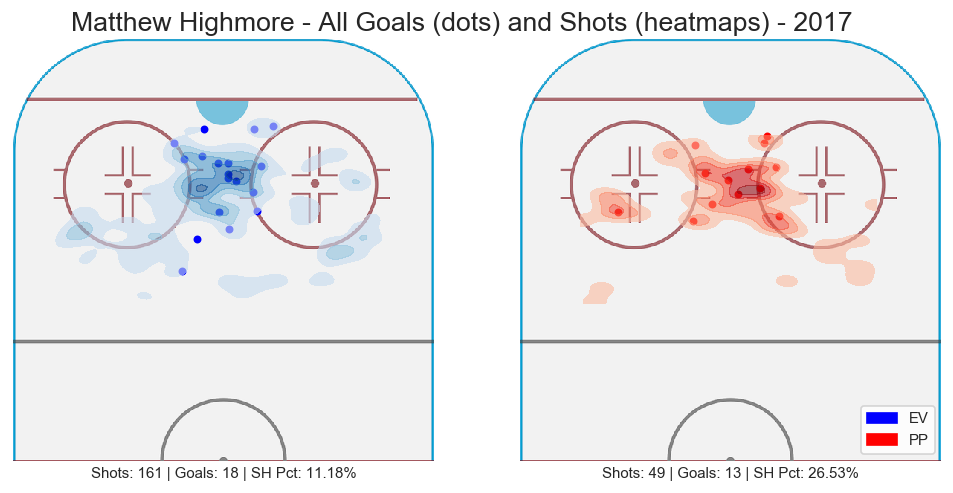 Matthew Highmore - All Goals (dots) and Shots (heatmaps) - 2017
EV
PP
Shots: 161 | Goals: 18 | SH Pct: 11.18%
Shots: 49 | Goals: 13 | SH Pct: 26.53%